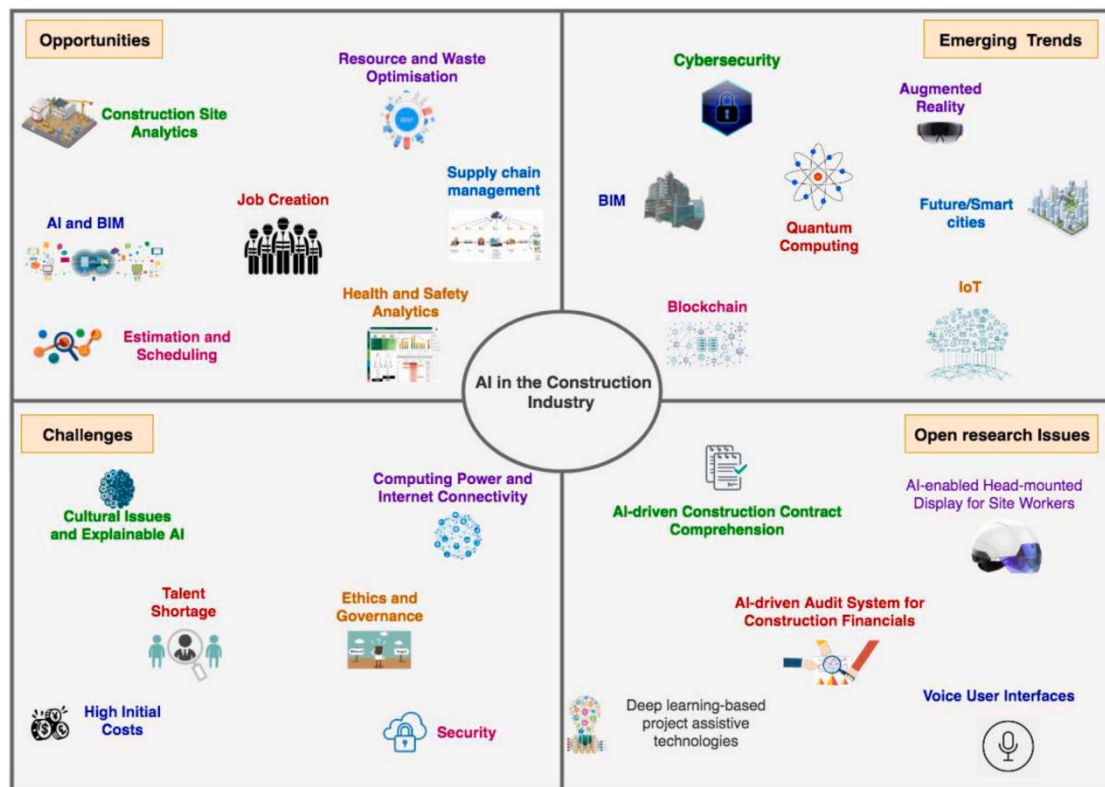 Opportunities
Resource and Waste
Optimisation
Construction Site
Analytics
Supply chain
management
Job Creation
AI and BIM
Health and Safety
Analytics
Estimation and
Scheduling
Emerging Trends
Cybersecurity
Augmented
Reality
BIM
Quantum
Computing
Future/Smart
cities
Blockchain
IoT
AI in the Construction
Industry
Challenges
Cultural Issues
and Explainable AI
Computing Power and
Internet Connectivity
Talent
Shortage
Ethics and
Governance
High Initial
Costs
Security
Open research Issues
AI-driven Construction Contract
Comprehension
AI-enabled Head-mounted
Display for Site Workers
AI-driven Audit System for
Construction Financials
Deep learning-based
project assistive
technologies
Voice User Interfaces